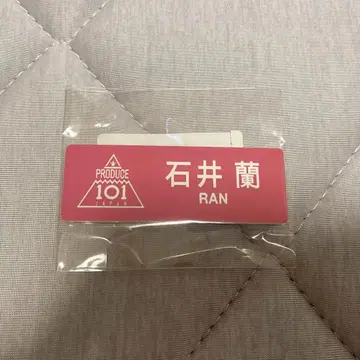 PRODUCE
101
JAPAN
石井 蘭
RAN